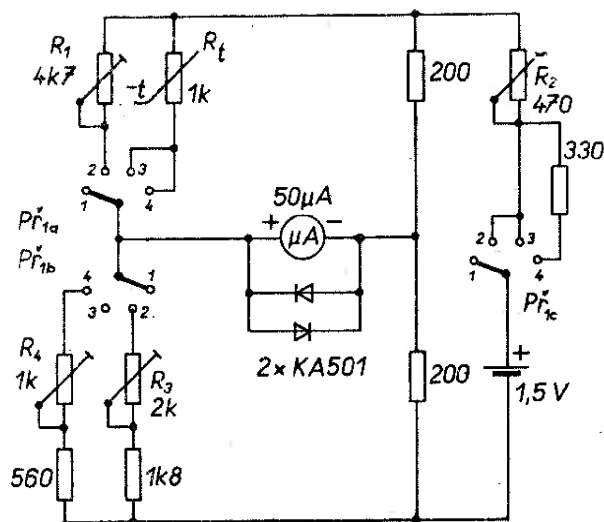 R1
4k7
Rt
-t
1k
200
R2
470
330
2
3
1
4
Př1a
50µA
+
-
µA
2
3
1
4
Př1b
4
1
3
2
Př1c
R4
1k
R3
2k
2× KA501
200
+
1,5 V
560
1k8